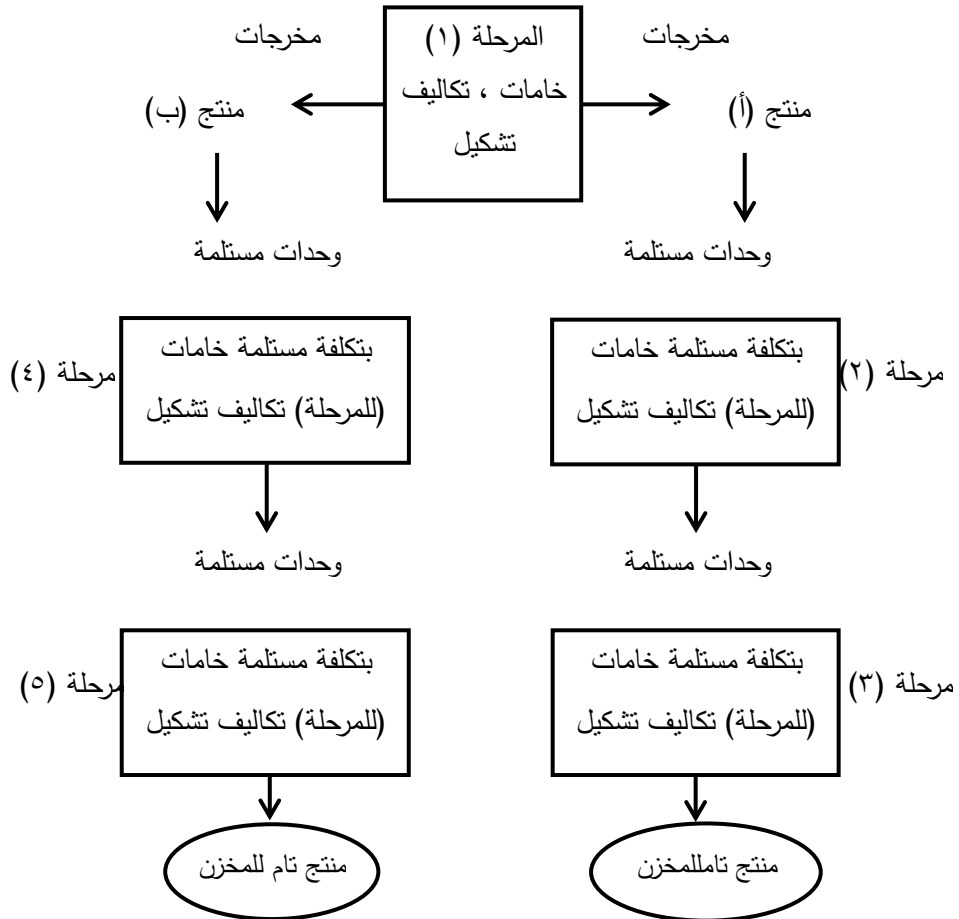 مخرجات
المرحلة (١)
مخرجات
خامات ، تكاليف
تشكيل
منتج (أ)
منتج (ب)
وحدات مستلمة
وحدات مستلمة
مرحلة (٢)
بتكلفة مستلمة خامات
(للمرحلة) تكاليف تشكيل
بتكلفة مستلمة خامات
(للمرحلة) تكاليف تشكيل
مرحلة (٤)
وحدات مستلمة
وحدات مستلمة
مرحلة (٣)
بتكلفة مستلمة خامات
(للمرحلة) تكاليف تشكيل
بتكلفة مستلمة خامات
(للمرحلة) تكاليف تشكيل
مرحلة (٥)
منتج تامللمخزن
منتج تام للمخزن